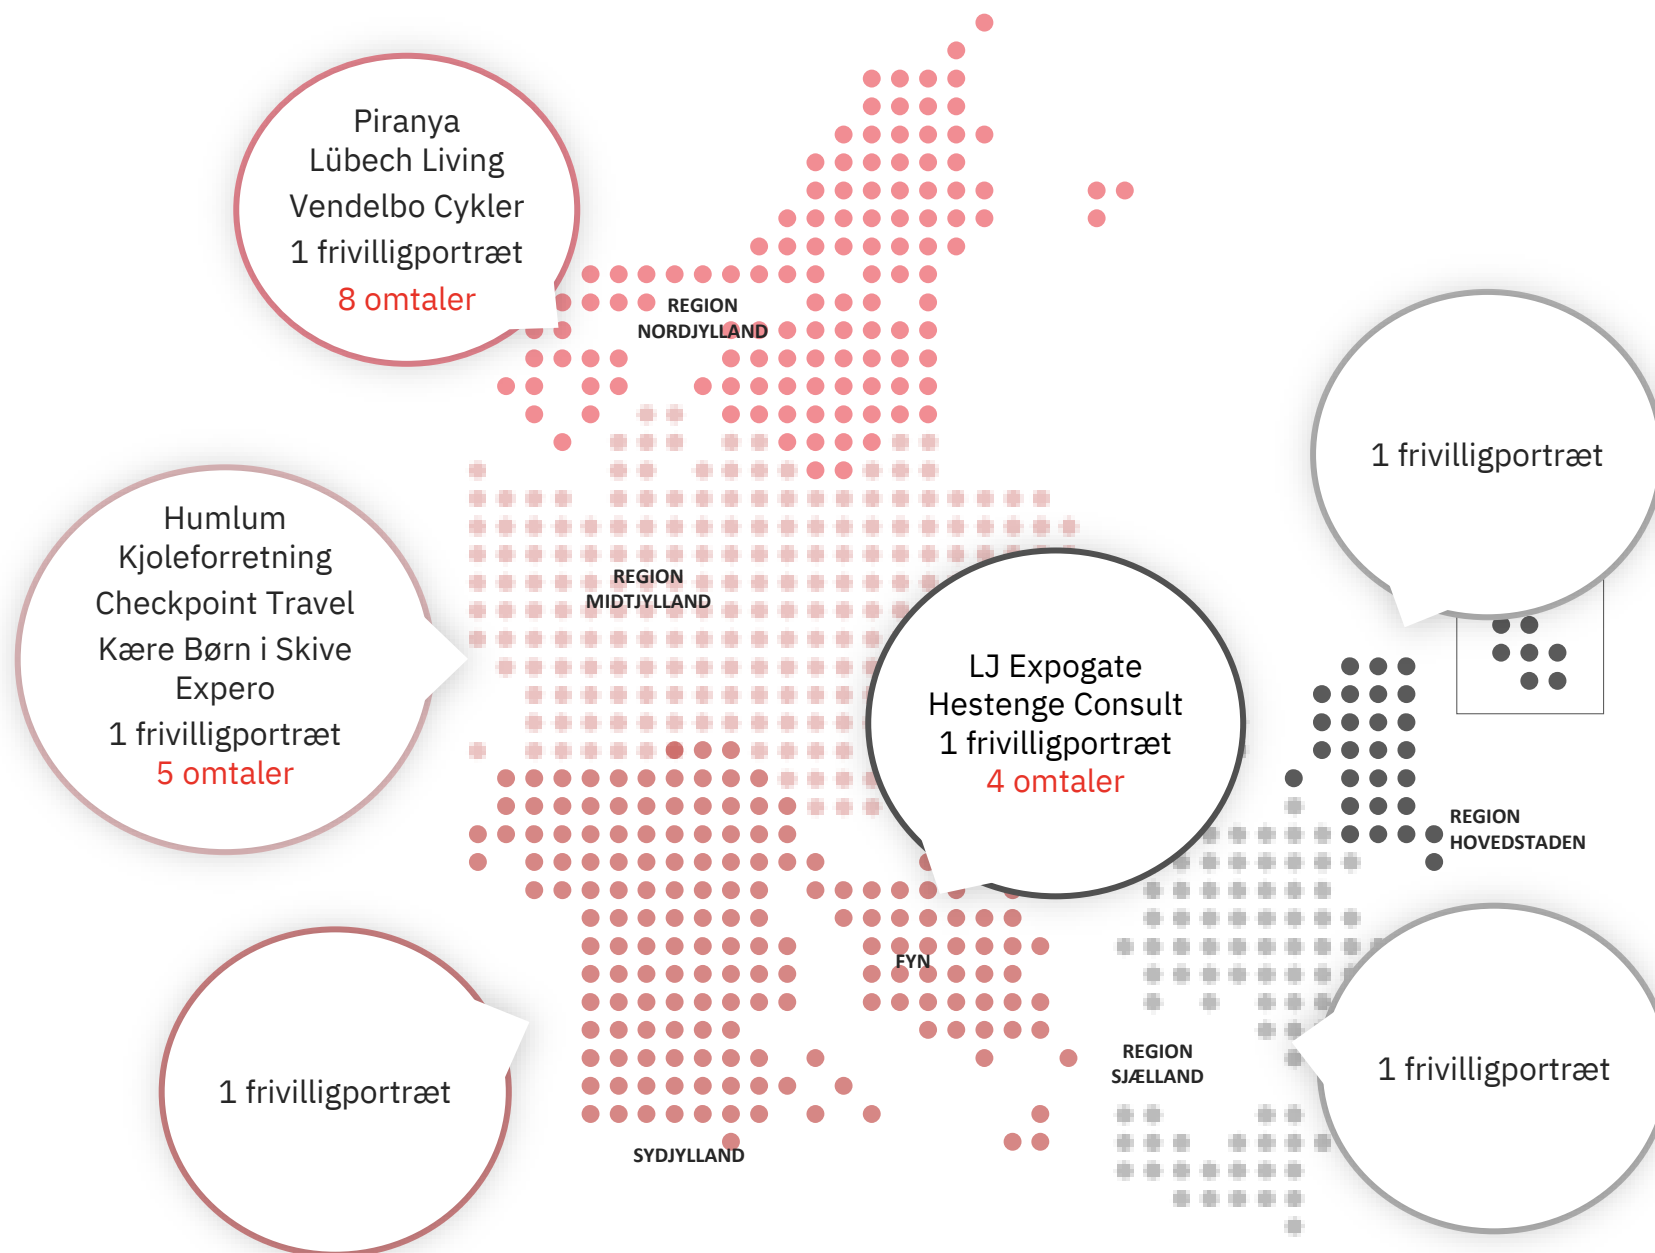 Piranya
Lübech Living
Vendelbo Cykler
1 frivilligportræt
8 omtaler
REGION
NORDJYLLAND
1 frivilligportræt
Humlum
Kjoleforretning
Checkpoint Travel
Kære Børn i Skive
Expero
1 frivilligportræt
5 omtaler
REGION
MIDTJYLLAND
LJ Expogate
Hestenge Consult
1 frivilligportræt
4 omtaler
REGION
HOVEDSTADEN
FYN
REGION
SJÆLLAND
1 frivilligportræt
1 frivilligportræt
SYDJYLLAND